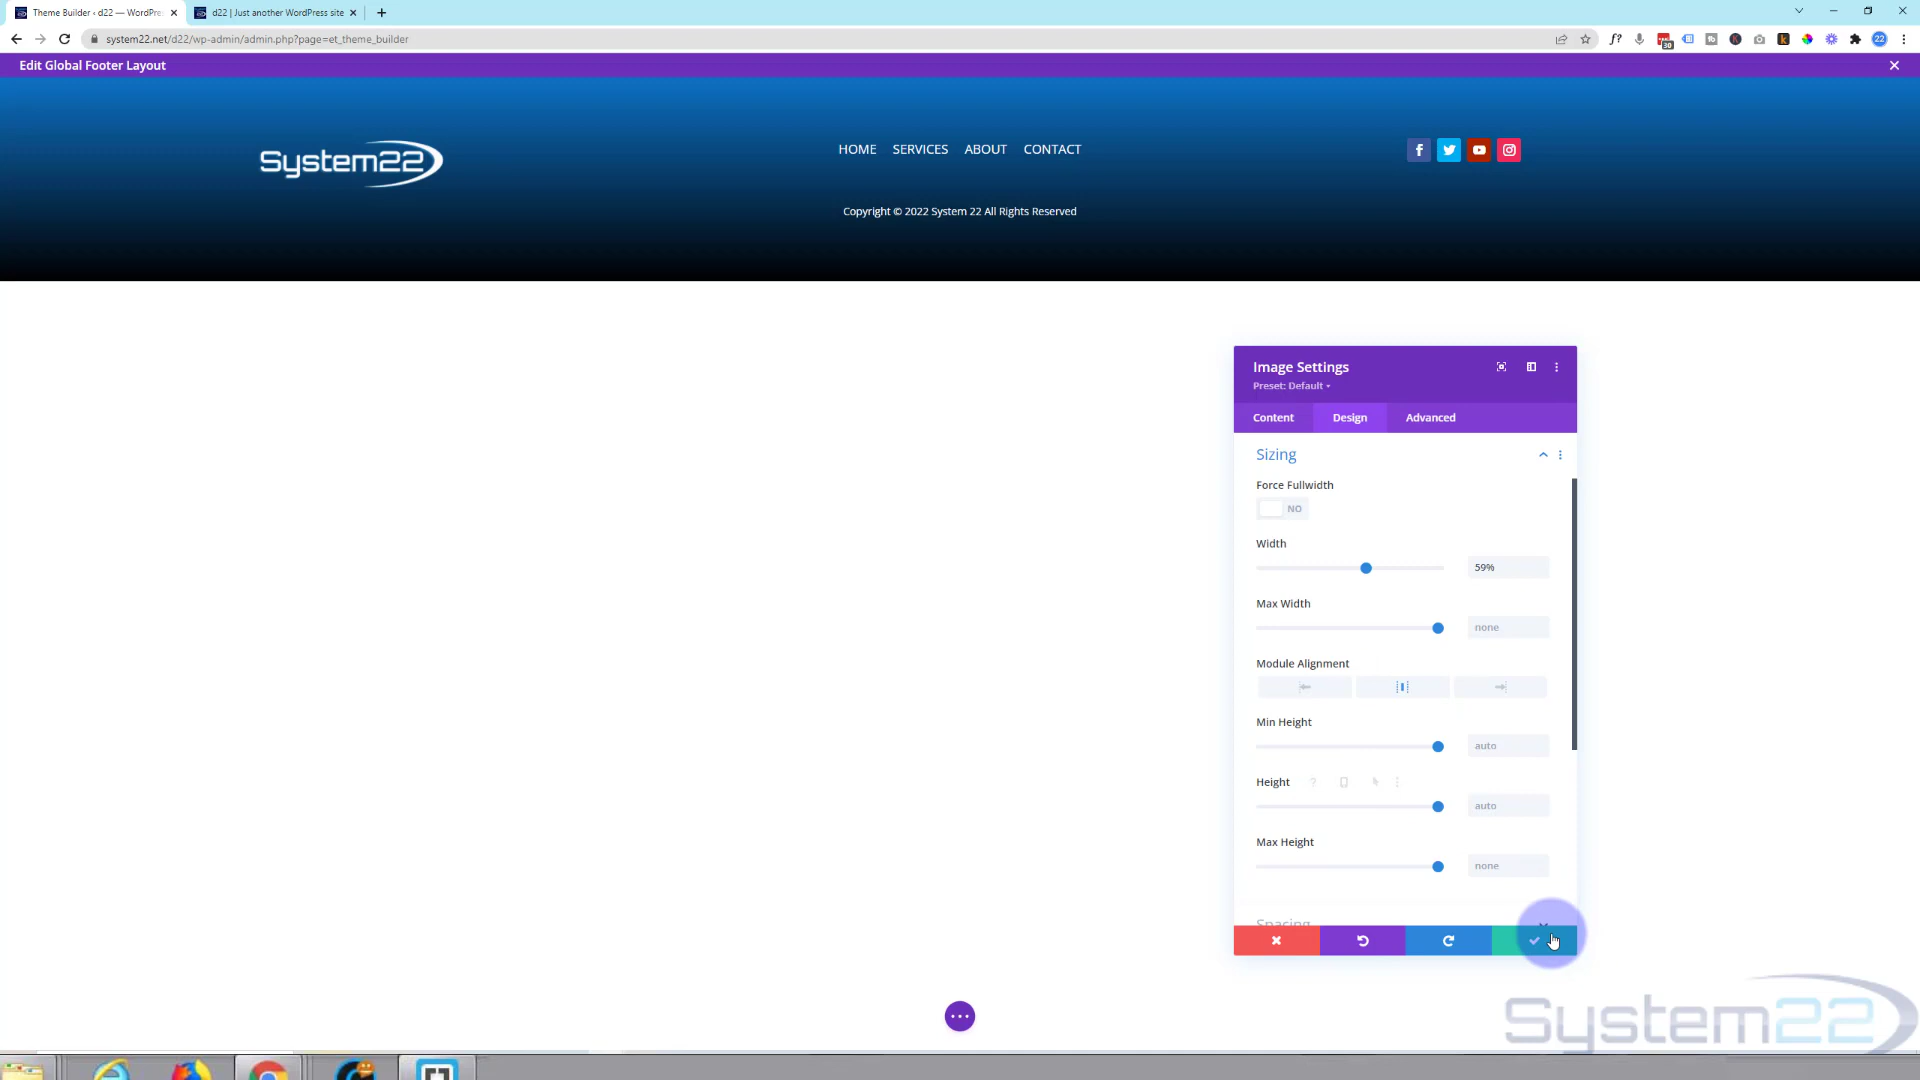 Theme Builder ‹ d22 — WordPre
d22 | Just another WordPress site
system22.net/d22/wp-admin/admin.php?page=et_theme_builder
f?
30
22
Edit Global Footer Layout
System22
HOME SERVICES ABOUT CONTACT
Copyright © 2022 System 22 All Rights Reserved
Image Settings
Preset: Default
Content Design Advanced
Sizing
Force Fullwidth
NO
Width
59%
Max Width
none
Module Alignment
Min Height
auto
Height
auto
Max Height
none
Spacing
System22